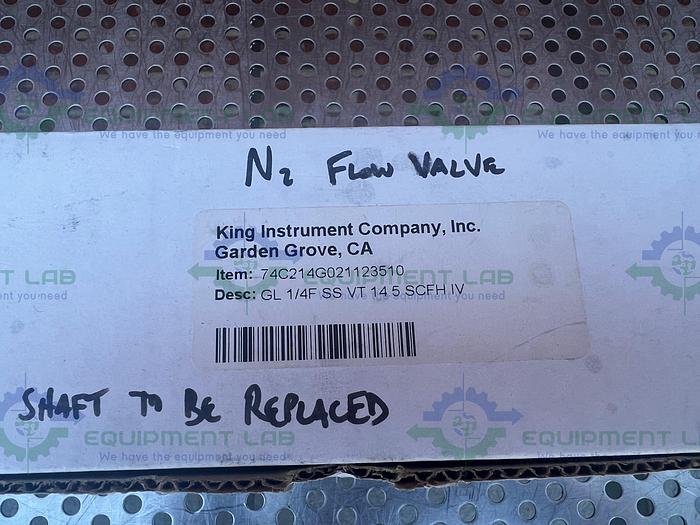 N2 FLOW VALVE
King Instrument Company, Inc.
Garden Grove, CA
Item: 74C214G021123510
Desc: GL 1/4F SS VT 14.5 SCFH IV
SHAFT TO BE REPLACED
EQUIPMENT LAB
We have the equipment you need